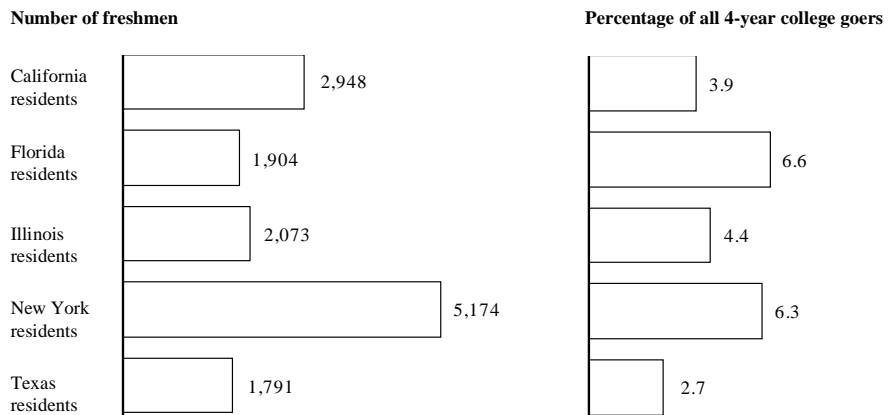 Number of freshmen
Percentage of all 4-year college goers
California
residents
2,948
3.9
Florida
residents
1,904
6.6
Illinois
residents
2,073
4.4
New York
residents
5,174
6.3
Texas
residents
1,791
2.7